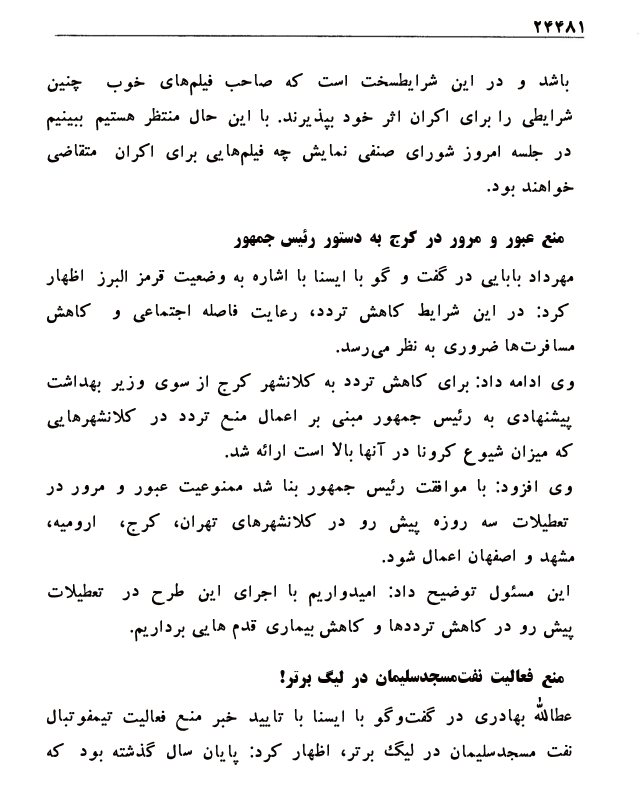 ۲۴۴۸۱
باشد و در این شرایطسخت است که صاحب فیلم‌های خوب چنین
شرایطی را برای اکران اثر خود بپذیرند. با این حال منتظر هستیم ببینیم
در جلسه امروز شورای صنفی نمایش چه فیلم‌هایی برای اکران متقاضی
خواهند بود.
منع عبور و مرور در کرج به دستور رئیس جمهور
مهرداد بابایی در گفت و گو با ایسنا با اشاره به وضعیت قرمز البرز اظهار
کرد: در این شرایط کاهش تردد، رعایت فاصله اجتماعی و کاهش
مسافرت‌ها ضروری به نظر می‌رسد.
وی ادامه داد: برای کاهش تردد به کلانشهر کرج از سوی وزیر بهداشت
پیشنهادی به رئیس جمهور مبنی بر اعمال منع تردد در کلانشهرهایی
که میزان شیوع کرونا در آنها بالا است ارائه شد.
وی افزود: با موافقت رئیس جمهور بنا شد ممنوعیت عبور و مرور در
تعطیلات سه روزه پیش رو در کلانشهرهای تهران، کرج، ارومیه،
مشهد و اصفهان اعمال شود.
این مسئول توضیح داد: امیدواریم با اجرای این طرح در تعطیلات
پیش رو در کاهش ترددها و کاهش بیماری قدم هایی برداریم.
منع فعالیت نفت‌مسجدسلیمان در لیگ برتر!
عطالله بهادری در گفت‌وگو با ایسنا با تایید خبر منع فعالیت تیمفوتبال
نفت مسجدسلیمان در لیگ برتر، اظهار کرد: پایان سال گذشته بود که